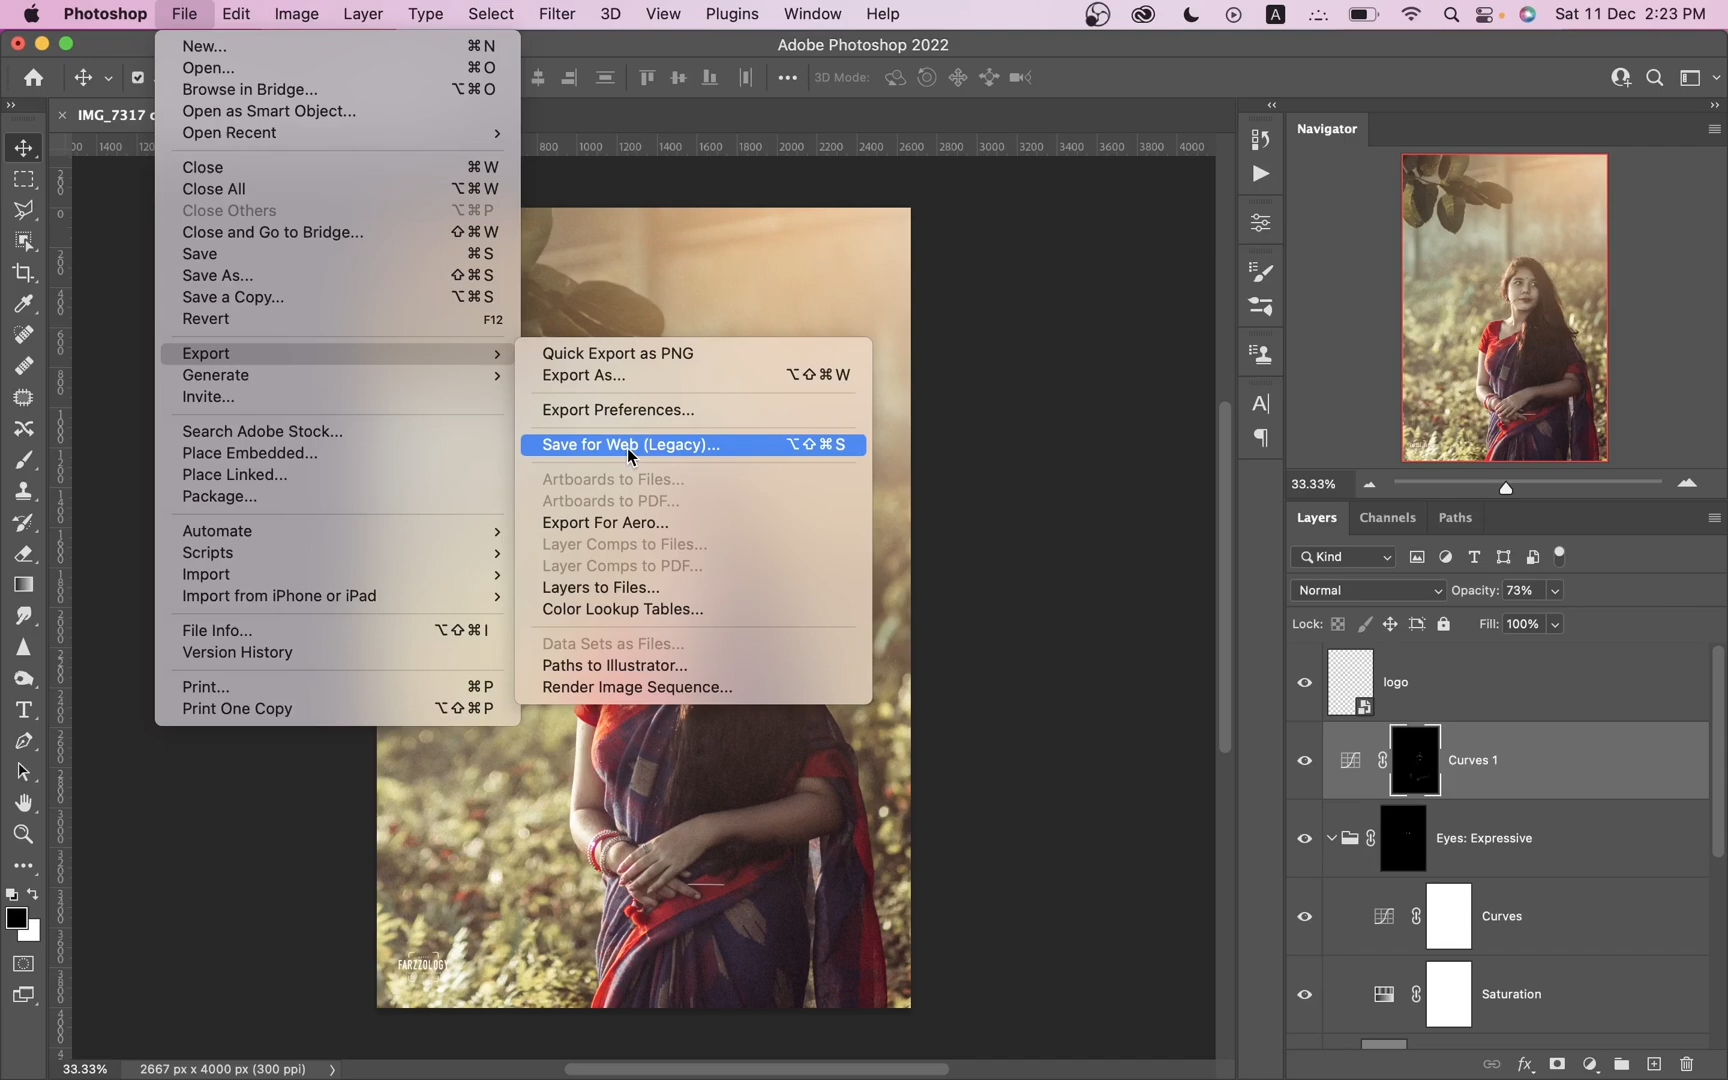 Photoshop File Edit Image Layer Type Select Filter 3D View Plugins Window Help A Sat 11 Dec 2:23 PM
Adobe Photoshop 2022
3D Mode:
IMG_7317
New... ⌘N
Open... ⌘O
Browse in Bridge... ⌥⌘O
Open as Smart Object...
Open Recent
Close ⌘W
Close All ⌥⌘W
Close Others ⌥⌘P
Close and Go to Bridge... ⇧⌘W
Save ⌘S
Save As... ⇧⌘S
Save a Copy... ⌥⌘S
Revert F12
Export
Generate
Invite...
Search Adobe Stock...
Place Embedded...
Place Linked...
Package...
Automate
Scripts
Import
Import from iPhone or iPad
File Info... ⌥⇧⌘I
Version History
Print... ⌘P
Print One Copy ⌥⇧⌘P
Quick Export as PNG
Export As... ⌥⇧⌘W
Export Preferences...
Save for Web (Legacy)... ⌥⇧⌘S
Artboards to Files...
Artboards to PDF...
Export For Aero...
Layer Comps to Files...
Layer Comps to PDF...
Layers to Files...
Color Lookup Tables...
Data Sets as Files...
Paths to Illustrator...
Render Image Sequence...
1400 800 1000 1200 1400 1600 1800 2000 2200 2400 2600 2800 3000 3200 3400 3600 3800 4000
FARZZOLOGY
33.33% 2667 px x 4000 px (300 ppi)
Navigator
33.33%
Layers Channels Paths
Kind
Normal Opacity: 73%
Lock: Fill: 100%
logo
Curves 1
Eyes: Expressive
Curves
Saturation